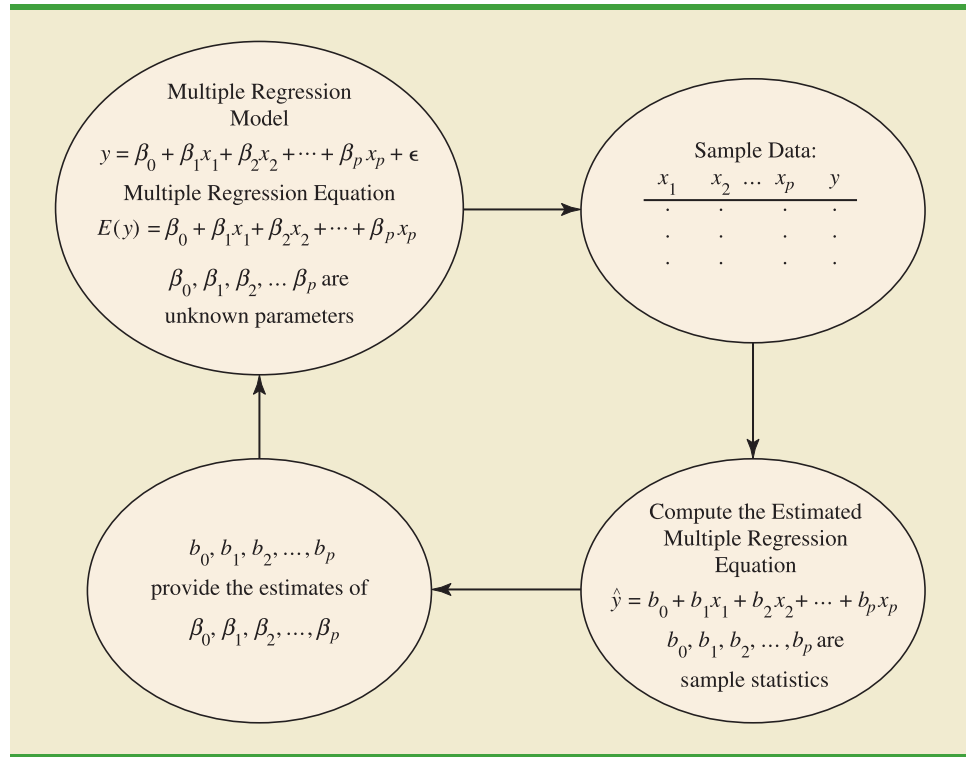 Multiple Regression
Model
y = β₀ + β₁x₁ + β₂x₂ + ··· + βₚxₚ + ϵ
Multiple Regression Equation
E(y) = β₀ + β₁x₁ + β₂x₂ + ··· + βₚxₚ
β₀, β₁, β₂, ... βₚ are
unknown parameters
Sample Data:
x₁ x₂ ... xₚ y
. . . .
. . . .
. . . .
Compute the Estimated
Multiple Regression
Equation
ŷ = b₀ + b₁x₁ + b₂x₂ + ··· + bₚxₚ
b₀, b₁, b₂, ... , bₚ are
sample statistics
b₀, b₁, b₂, ..., bₚ
provide the estimates of
β₀, β₁, β₂, ..., βₚ